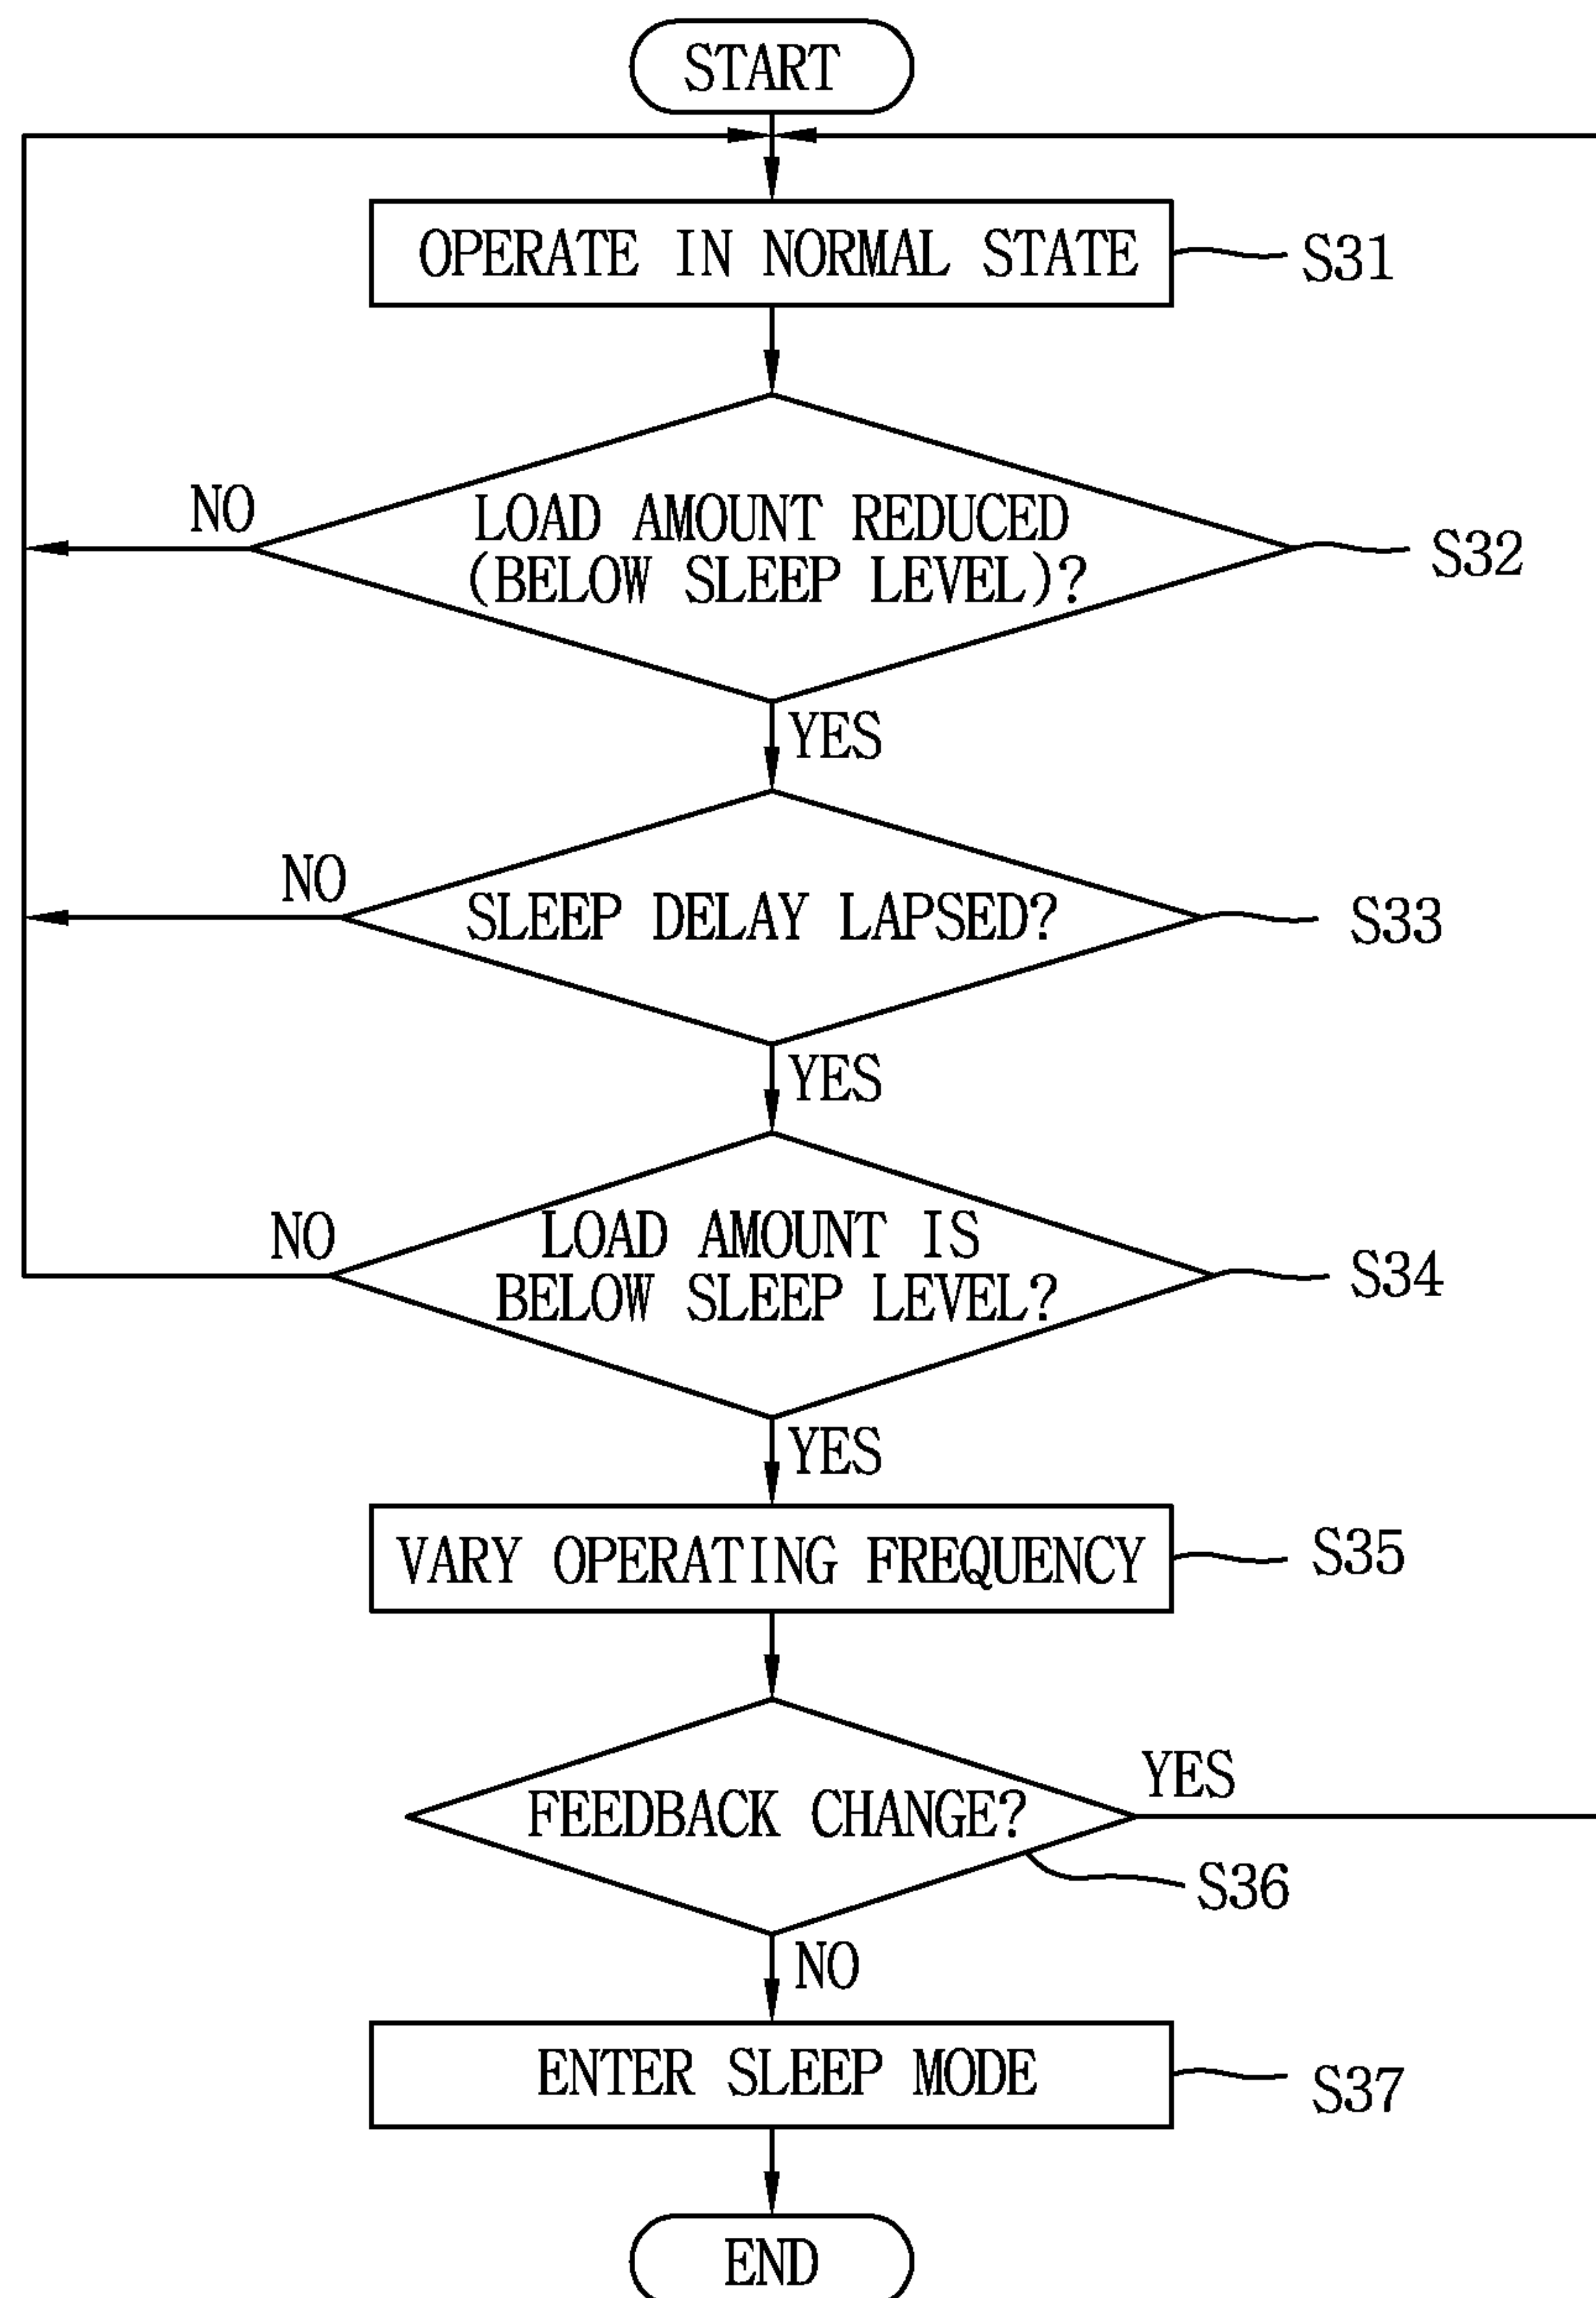 START
OPERATE IN NORMAL STATE
S31
NO
LOAD AMOUNT REDUCED
(BELOW SLEEP LEVEL)?
S32
YES
NO
SLEEP DELAY LAPSED?
S33
YES
NO
LOAD AMOUNT IS
BELOW SLEEP LEVEL?
S34
YES
VARY OPERATING FREQUENCY
S35
FEEDBACK CHANGE?
YES
S36
NO
ENTER SLEEP MODE
S37
END